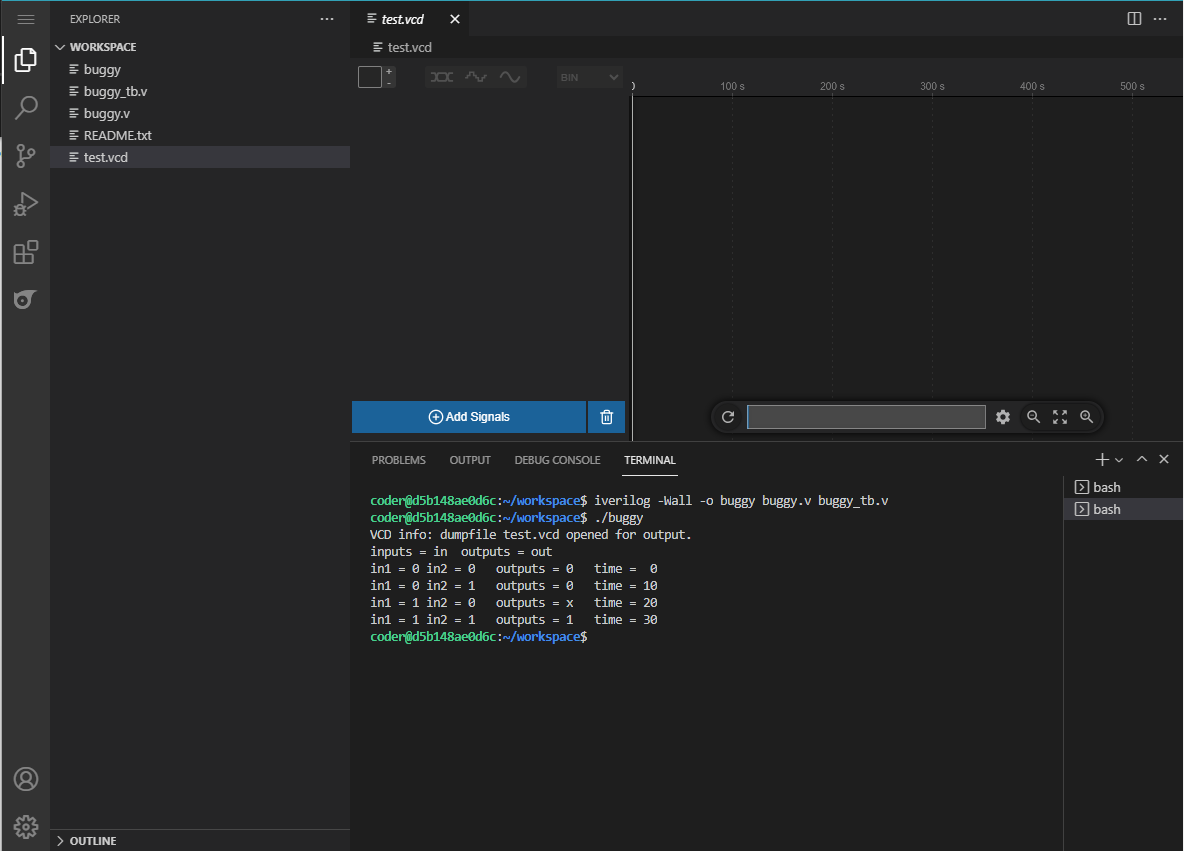 EXPLORER
WORKSPACE
buggy
buggy_tb.v
buggy.v
README.txt
test.vcd
OUTLINE
test.vcd
test.vcd
+
-
BIN
0
100 s
200 s
300 s
400 s
500 s
Add Signals
PROBLEMS OUTPUT DEBUG CONSOLE TERMINAL
coder@d5b148ae0d6c:~/workspace$ iverilog -Wall -o buggy buggy.v buggy_tb.v
coder@d5b148ae0d6c:~/workspace$ ./buggy
VCD info: dumpfile test.vcd opened for output.
inputs = in  outputs = out
in1 = 0 in2 = 0   outputs = 0   time =  0
in1 = 0 in2 = 1   outputs = 0   time = 10
in1 = 1 in2 = 0   outputs = x   time = 20
in1 = 1 in2 = 1   outputs = 1   time = 30
coder@d5b148ae0d6c:~/workspace$
bash
bash